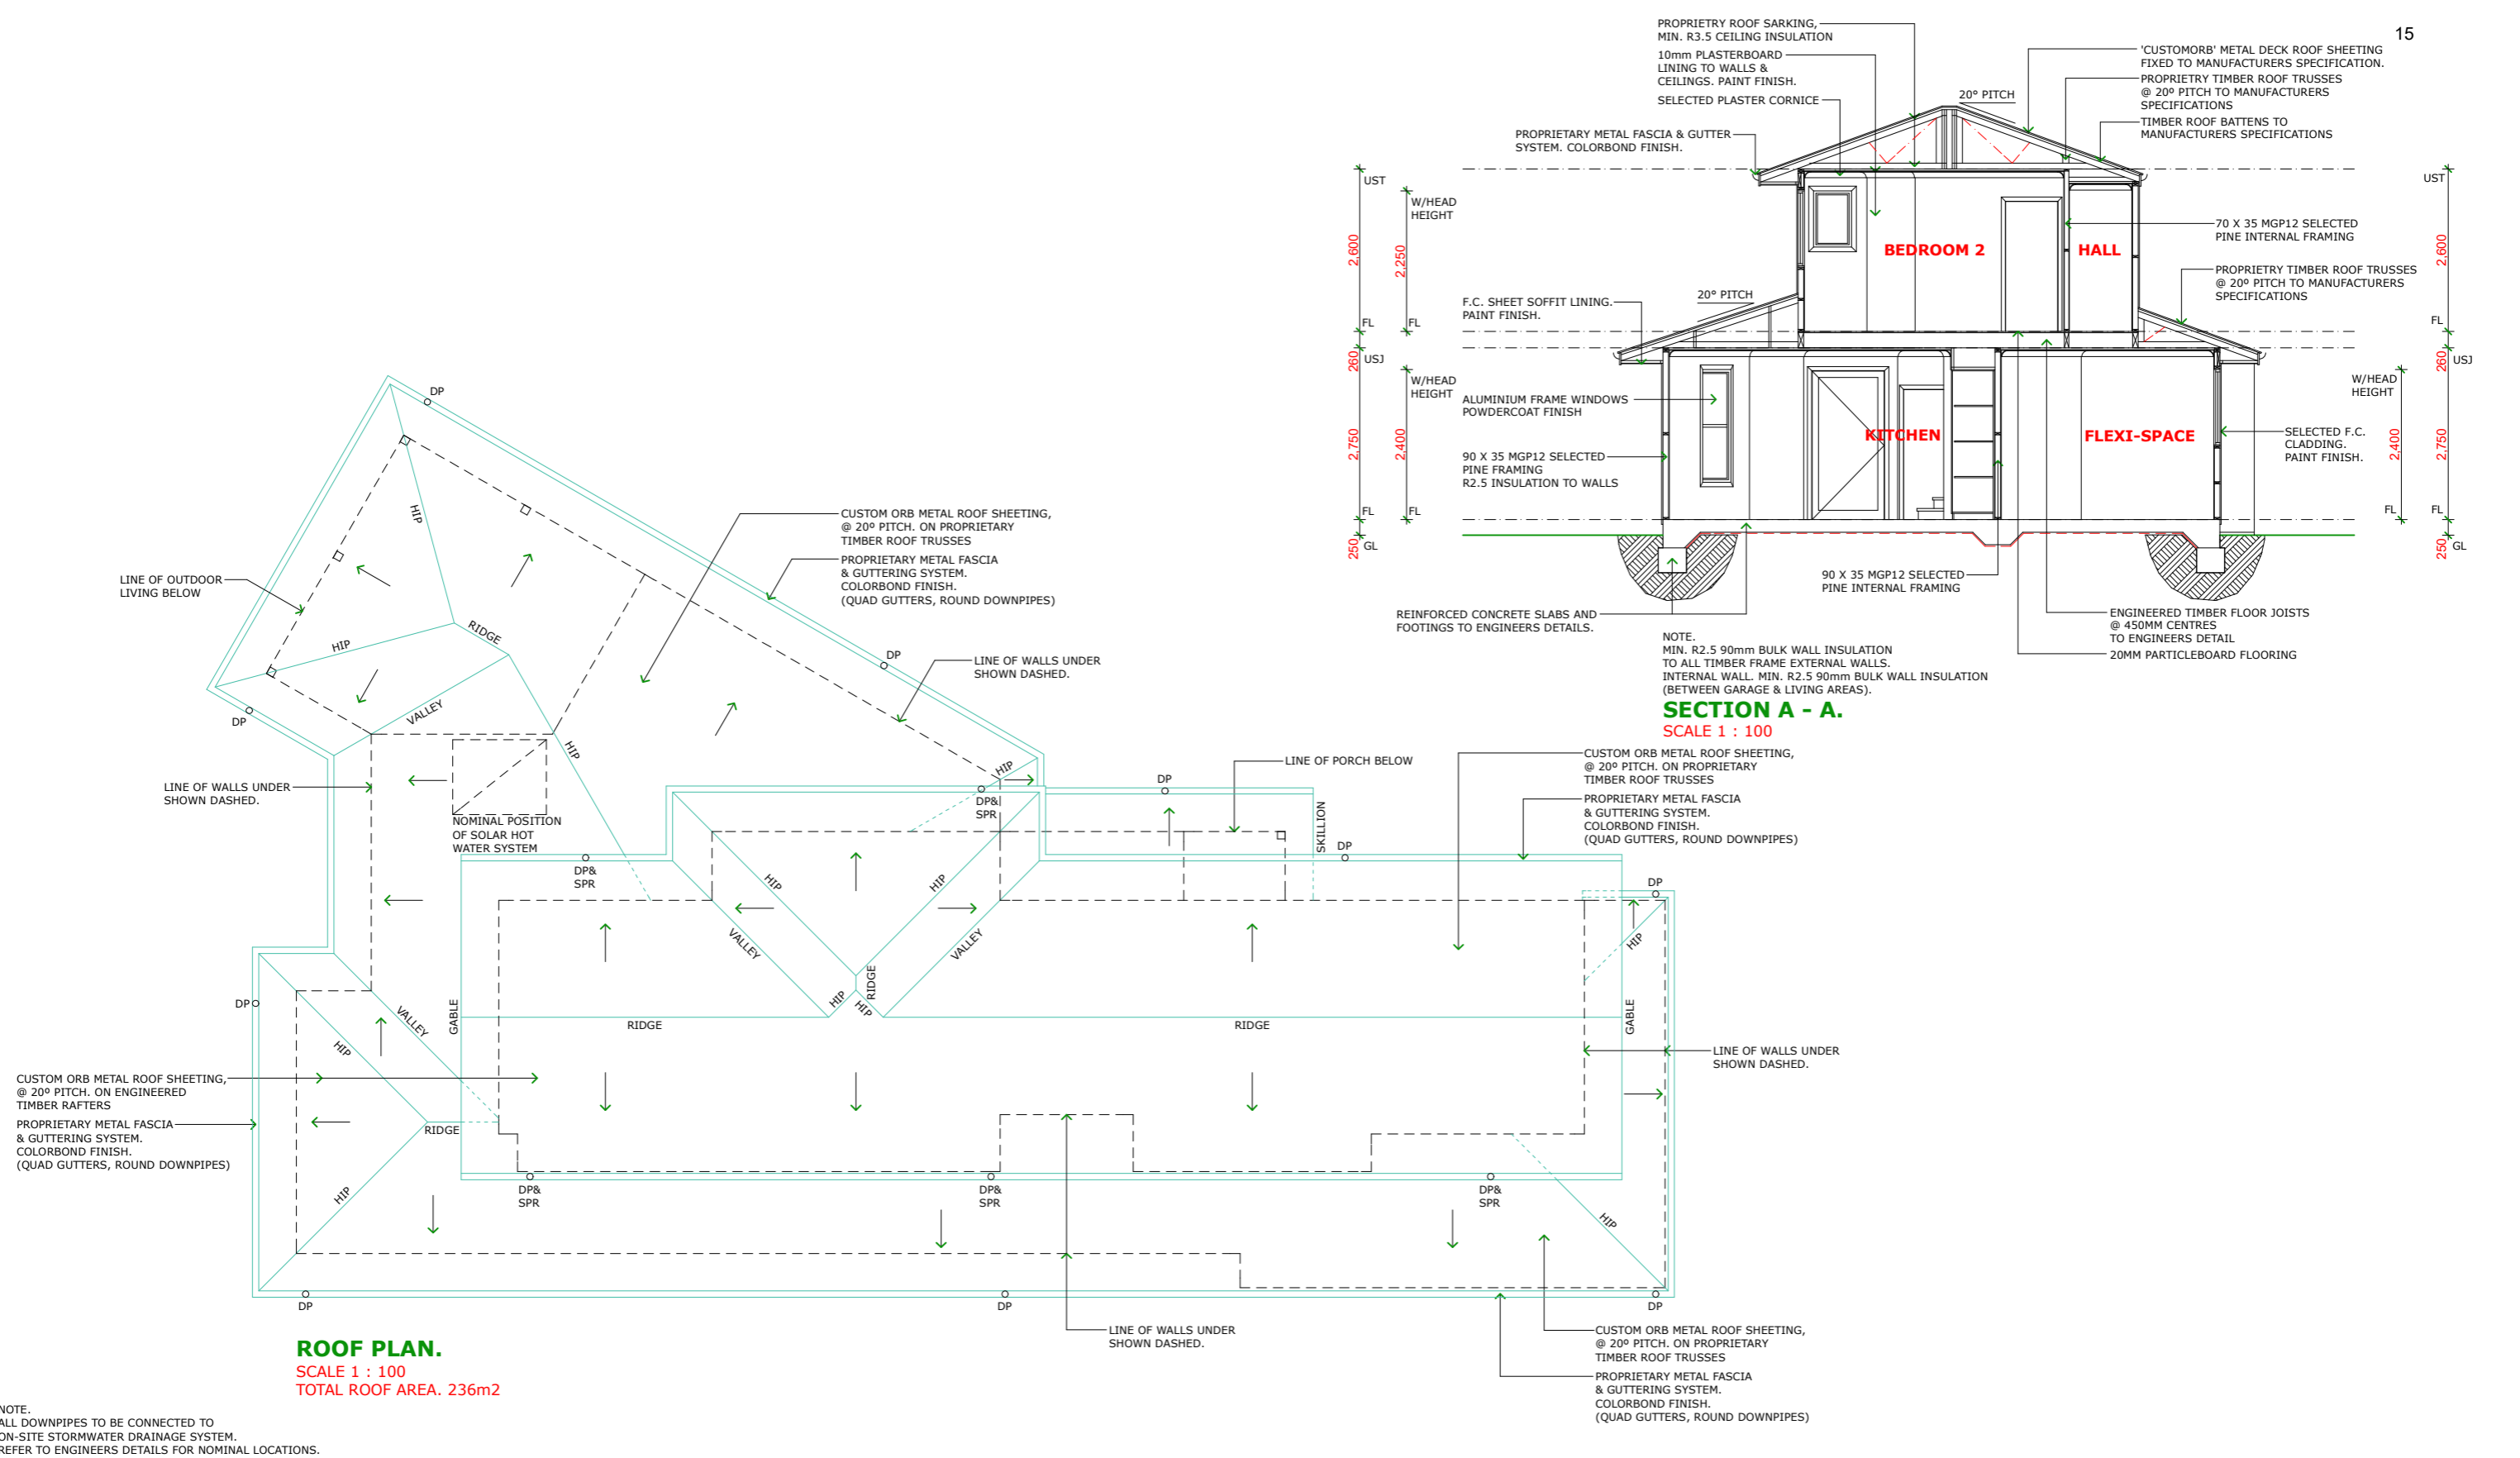 15
PROPRIETRY ROOF SARKING,
MIN. R3.5 CEILING INSULATION
10mm PLASTERBOARD
LINING TO WALLS &
CEILINGS. PAINT FINISH.
SELECTED PLASTER CORNICE
PROPRIETARY METAL FASCIA & GUTTER
SYSTEM. COLORBOND FINISH.
20° PITCH
'CUSTOMORB' METAL DECK ROOF SHEETING
FIXED TO MANUFACTURERS SPECIFICATION.
PROPRIETRY TIMBER ROOF TRUSSES
@ 20º PITCH TO MANUFACTURERS
SPECIFICATIONS
TIMBER ROOF BATTENS TO
MANUFACTURERS SPECIFICATIONS
UST
W/HEAD
HEIGHT
2,600
2,250
FL
FL
BEDROOM 2
HALL
70 X 35 MGP12 SELECTED
PINE INTERNAL FRAMING
PROPRIETRY TIMBER ROOF TRUSSES
@ 20º PITCH TO MANUFACTURERS
SPECIFICATIONS
UST
2,600
FL
F.C. SHEET SOFFIT LINING.
PAINT FINISH.
20° PITCH
260
USJ
W/HEAD
HEIGHT
2,750
2,400
FL
FL
250
GL
ALUMINIUM FRAME WINDOWS
POWDERCOAT FINISH
90 X 35 MGP12 SELECTED
PINE FRAMING
R2.5 INSULATION TO WALLS
KITCHEN
FLEXI-SPACE
SELECTED F.C.
CLADDING.
PAINT FINISH.
260
USJ
W/HEAD
HEIGHT
2,400
2,750
FL
FL
250
GL
90 X 35 MGP12 SELECTED
PINE INTERNAL FRAMING
REINFORCED CONCRETE SLABS AND
FOOTINGS TO ENGINEERS DETAILS.
ENGINEERED TIMBER FLOOR JOISTS
@ 450MM CENTRES
TO ENGINEERS DETAIL
20MM PARTICLEBOARD FLOORING
NOTE.
MIN. R2.5 90mm BULK WALL INSULATION
TO ALL TIMBER FRAME EXTERNAL WALLS.
INTERNAL WALL. MIN. R2.5 90mm BULK WALL INSULATION
(BETWEEN GARAGE & LIVING AREAS).
SECTION A - A.
SCALE 1 : 100
DP
HIP
CUSTOM ORB METAL ROOF SHEETING,
@ 20º PITCH. ON PROPRIETARY
TIMBER ROOF TRUSSES
PROPRIETARY METAL FASCIA
& GUTTERING SYSTEM.
COLORBOND FINISH.
(QUAD GUTTERS, ROUND DOWNPIPES)
LINE OF OUTDOOR
LIVING BELOW
HIP
RIDGE
DP
LINE OF WALLS UNDER
SHOWN DASHED.
DP
VALLEY
HIP
LINE OF WALLS UNDER
SHOWN DASHED.
NOMINAL POSITION
OF SOLAR HOT
WATER SYSTEM
HIP
DP&
SPR
LINE OF PORCH BELOW
DP
SKILLION
DP
CUSTOM ORB METAL ROOF SHEETING,
@ 20º PITCH. ON PROPRIETARY
TIMBER ROOF TRUSSES
PROPRIETARY METAL FASCIA
& GUTTERING SYSTEM.
COLORBOND FINISH.
(QUAD GUTTERS, ROUND DOWNPIPES)
DP&
SPR
HIP
HIP
DP
VALLEY
VALLEY
HIP
RIDGE
HIP
HIP
DP
VALLEY
GABLE
RIDGE
RIDGE
GABLE
HIP
LINE OF WALLS UNDER
SHOWN DASHED.
CUSTOM ORB METAL ROOF SHEETING,
@ 20º PITCH. ON ENGINEERED
TIMBER RAFTERS
PROPRIETARY METAL FASCIA
& GUTTERING SYSTEM.
COLORBOND FINISH.
(QUAD GUTTERS, ROUND DOWNPIPES)
RIDGE
HIP
DP&
SPR
DP&
SPR
DP&
SPR
HIP
DP
DP
DP
LINE OF WALLS UNDER
SHOWN DASHED.
CUSTOM ORB METAL ROOF SHEETING,
@ 20º PITCH. ON PROPRIETARY
TIMBER ROOF TRUSSES
PROPRIETARY METAL FASCIA
& GUTTERING SYSTEM.
COLORBOND FINISH.
(QUAD GUTTERS, ROUND DOWNPIPES)
ROOF PLAN.
SCALE 1 : 100
TOTAL ROOF AREA. 236m2
NOTE.
ALL DOWNPIPES TO BE CONNECTED TO
ON-SITE STORMWATER DRAINAGE SYSTEM.
REFER TO ENGINEERS DETAILS FOR NOMINAL LOCATIONS.